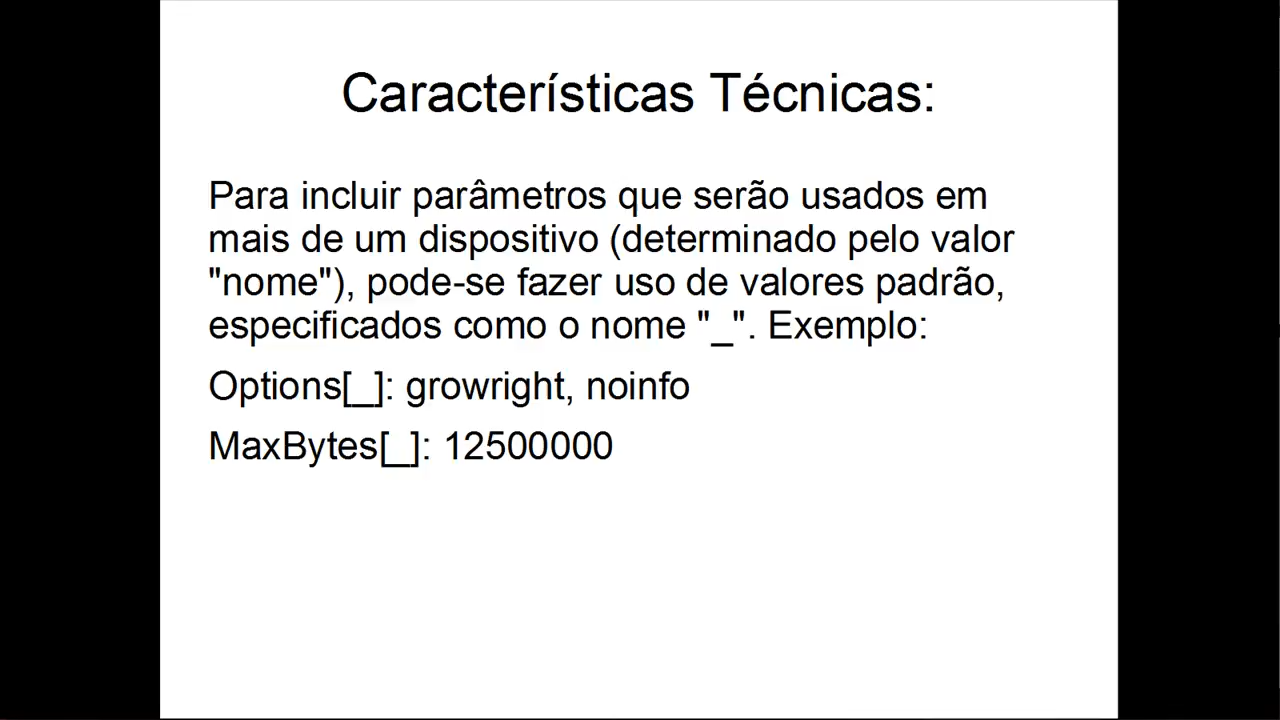 Características Técnicas:
Para incluir parâmetros que serão usados em
mais de um dispositivo (determinado pelo valor
"nome"), pode-se fazer uso de valores padrão,
especificados como o nome "_". Exemplo:
Options[_]: growright, noinfo
MaxBytes[_]: 12500000